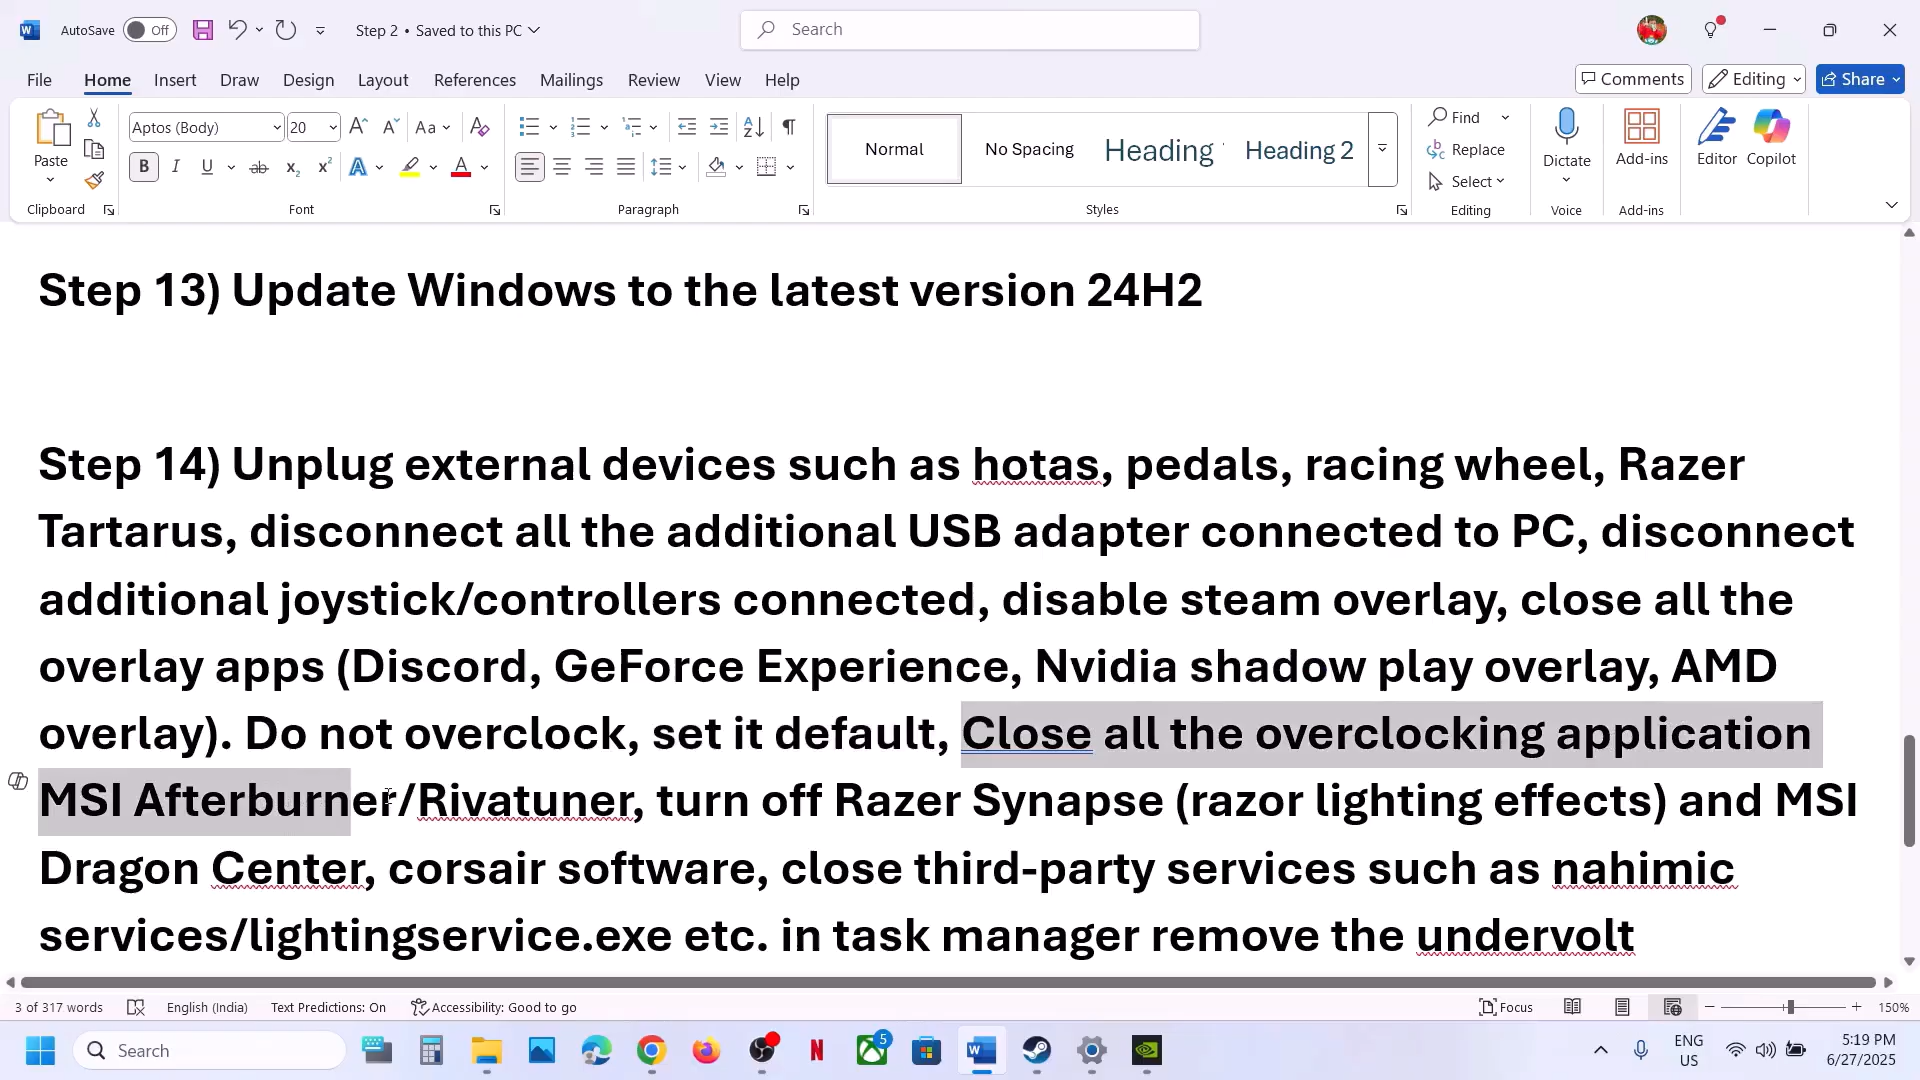 AutoSave
Off
Step 2 • Saved to this PC
Search
File
Home
Insert
Draw
Design
Layout
References
Mailings
Review
View
Help
Comments
Editing
Share
Paste
Clipboard
Aptos (Body)
20
Font
Paragraph
Normal
No Spacing
Heading
Heading 2
Styles
Find
Replace
Select
Editing
Dictate
Voice
Add-ins
Add-ins
Editor
Copilot
Step 13) Update Windows to the latest version 24H2
Step 14) Unplug external devices such as hotas, pedals, racing wheel, Razer
Tartarus, disconnect all the additional USB adapter connected to PC, disconnect
additional joystick/controllers connected, disable steam overlay, close all the
overlay apps (Discord, GeForce Experience, Nvidia shadow play overlay, AMD
overlay). Do not overclock, set it default, Close all the overclocking application
MSI Afterburner/Rivatuner, turn off Razer Synapse (razor lighting effects) and MSI
Dragon Center, corsair software, close third-party services such as nahimic
services/lightingservice.exe etc. in task manager remove the undervolt
3 of 317 words
English (India)
Text Predictions: On
Accessibility: Good to go
Focus
150%
Search
5
ENG
US
5:19 PM
6/27/2025